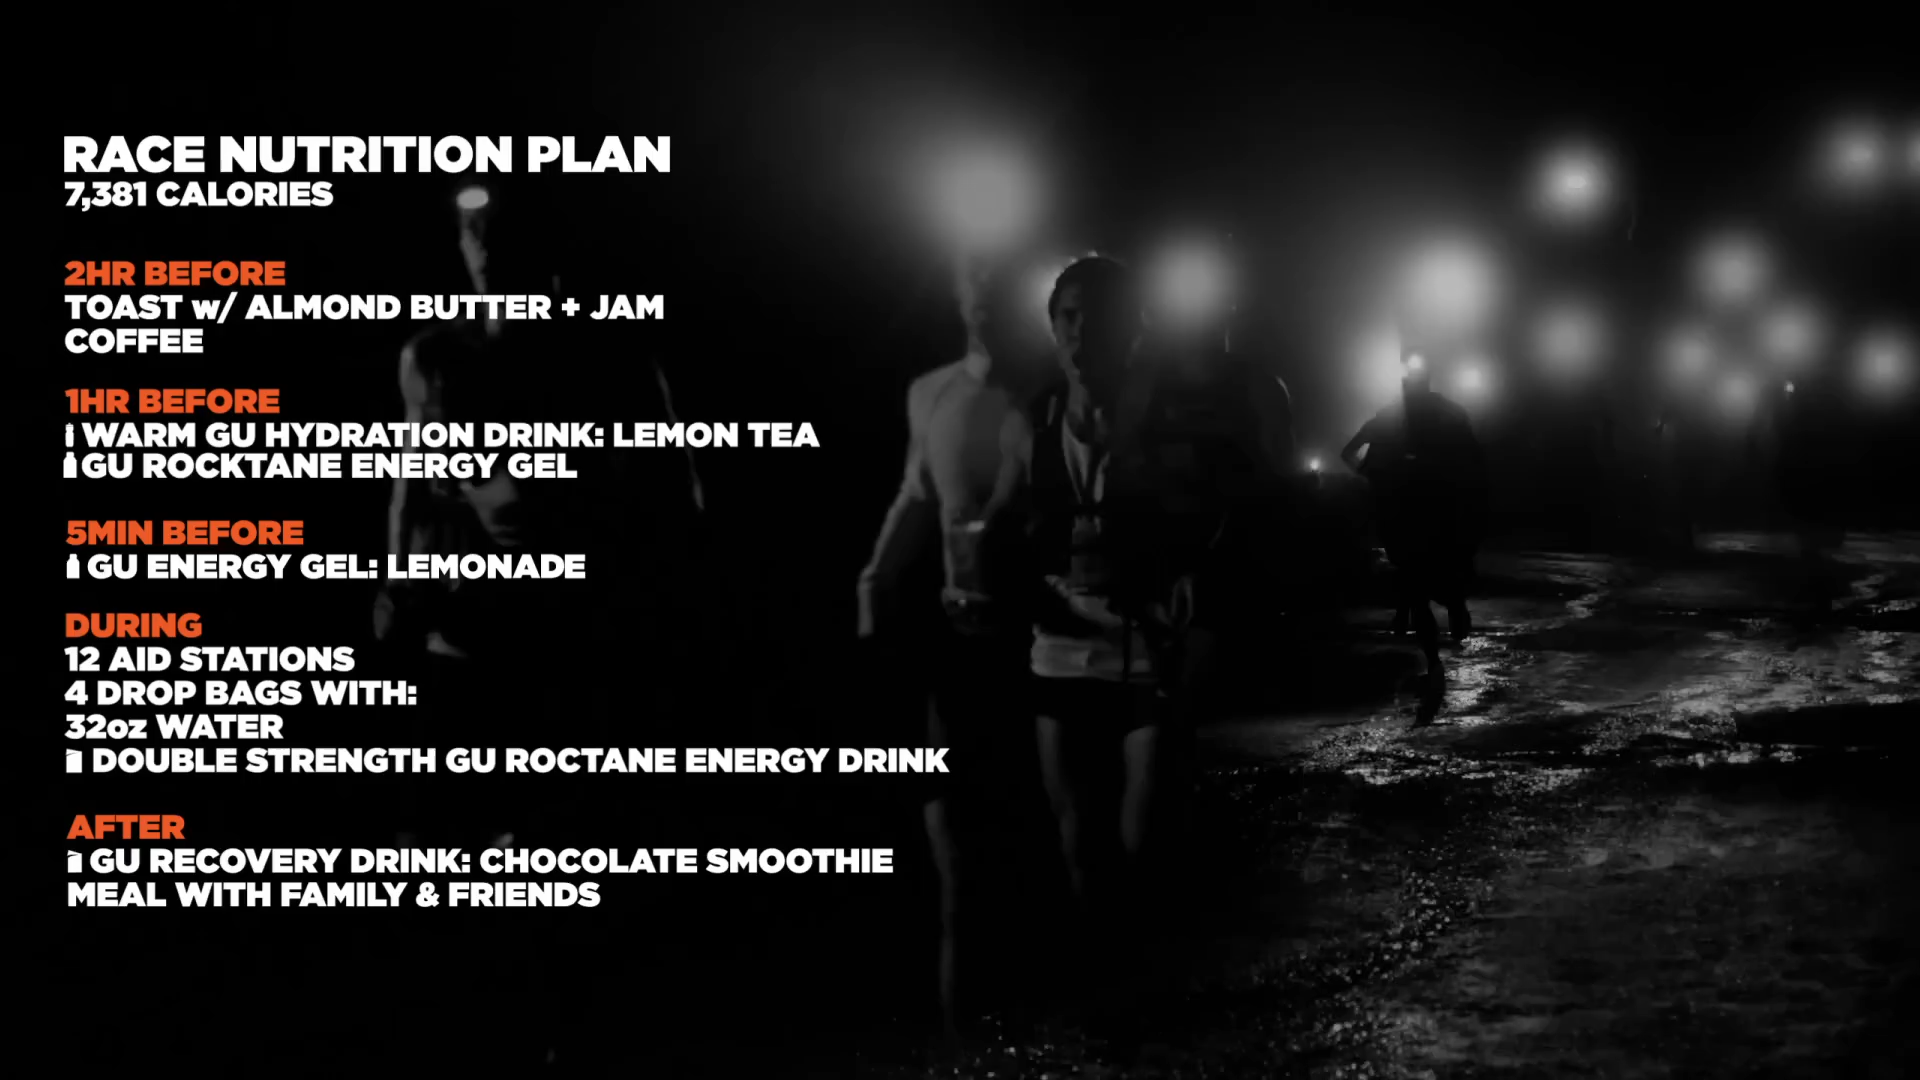 RACE NUTRITION PLAN
7,381 CALORIES
2HR BEFORE
TOAST w/ ALMOND BUTTER + JAM
COFFEE
1HR BEFORE
WARM GU HYDRATION DRINK: LEMON TEA
GU ROCKTANE ENERGY GEL
5MIN BEFORE
GU ENERGY GEL: LEMONADE
DURING
12 AID STATIONS
4 DROP BAGS WITH:
32oz WATER
DOUBLE STRENGTH GU ROCTANE ENERGY DRINK
AFTER
GU RECOVERY DRINK: CHOCOLATE SMOOTHIE
MEAL WITH FAMILY & FRIENDS